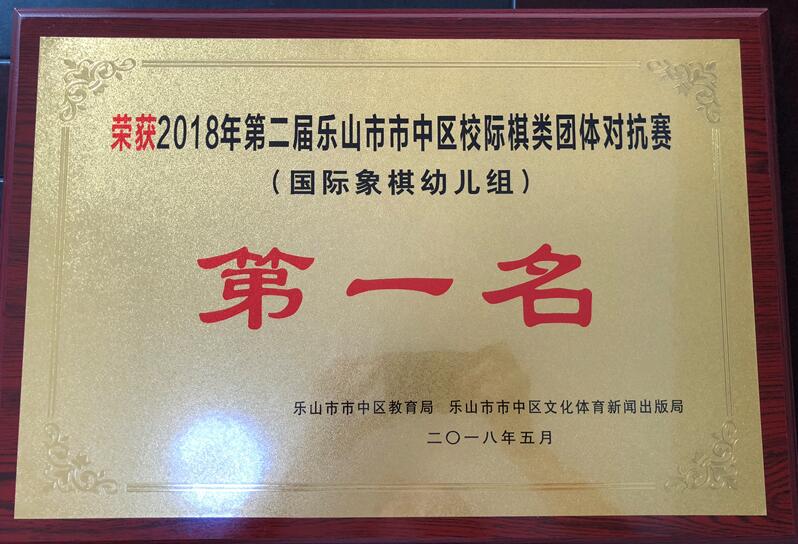 荣获2018年第二届乐山市市中区校际棋类团体对抗赛
（国际象棋幼儿组）
第一名
乐山市市中区教育局 乐山市市中区文化体育新闻出版局
二〇一八年五月